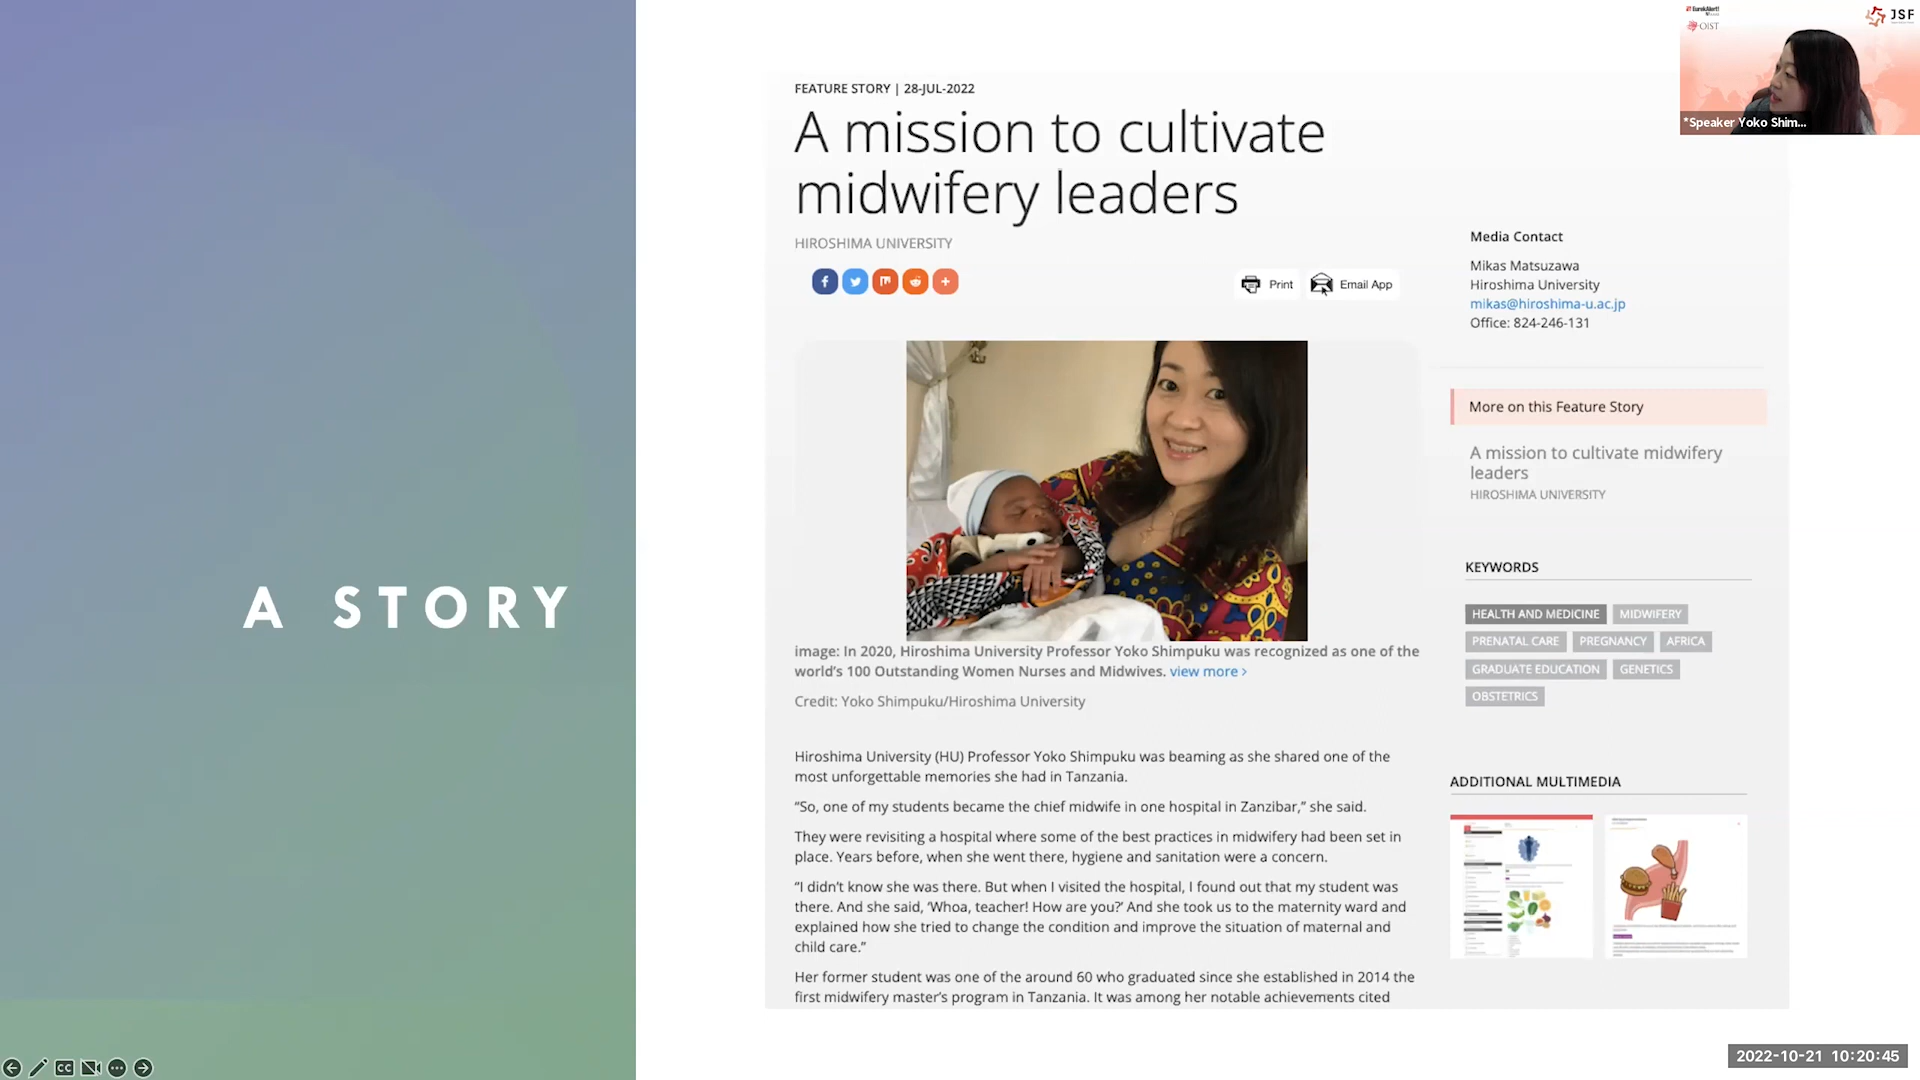 A STORY
FEATURE STORY | 28-JUL-2022
A mission to cultivate
midwifery leaders
HIROSHIMA UNIVERSITY
Print
Email App
image: In 2020, Hiroshima University Professor Yoko Shimpuku was recognized as one of the
world's 100 Outstanding Women Nurses and Midwives. view more >
Credit: Yoko Shimpuku/Hiroshima University
Hiroshima University (HU) Professor Yoko Shimpuku was beaming as she shared one of the
most unforgettable memories she had in Tanzania.
“So, one of my students became the chief midwife in one hospital in Zanzibar,” she said.
They were revisiting a hospital where some of the best practices in midwifery had been set in
place. Years before, when she went there, hygiene and sanitation were a concern.
“I didn't know she was there. But when I visited the hospital, I found out that my student was
there. And she said, ‘Whoa, teacher! How are you?’ And she took us to the maternity ward and
explained how she tried to change the condition and improve the situation of maternal and
child care.”
Her former student was one of the around 60 who graduated since she established in 2014 the
first midwifery master's program in Tanzania. It was among her notable achievements cited
Media Contact
Mikas Matsuzawa
Hiroshima University
mikas@hiroshima-u.ac.jp
Office: 824-246-131
More on this Feature Story
A mission to cultivate midwifery
leaders
HIROSHIMA UNIVERSITY
KEYWORDS
HEALTH AND MEDICINE MIDWIFERY
PRENATAL CARE PREGNANCY AFRICA
GRADUATE EDUCATION GENETICS
OBSTETRICS
ADDITIONAL MULTIMEDIA
EurekAlert!
OIST
JSF
*Speaker Yoko Shim...
CC
2022-10-21 10:20:45